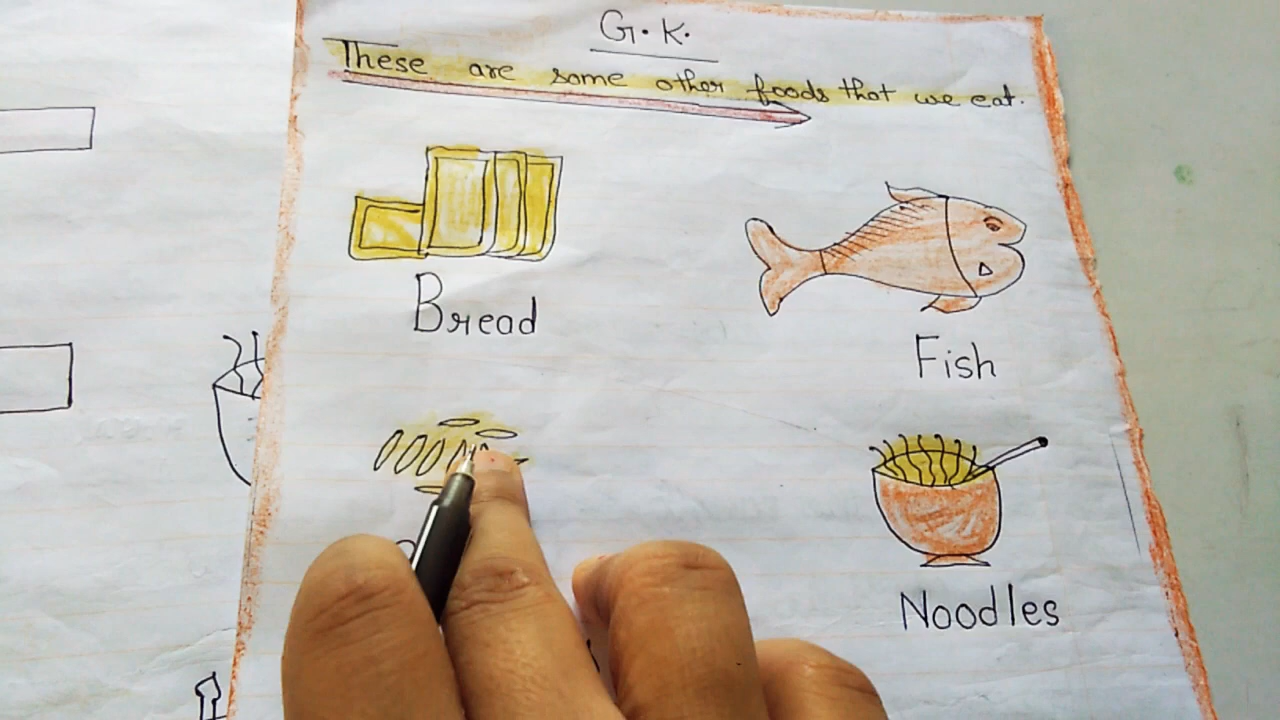 G.K.
These are some other foods that we eat.
Bread
Fish
Noodles